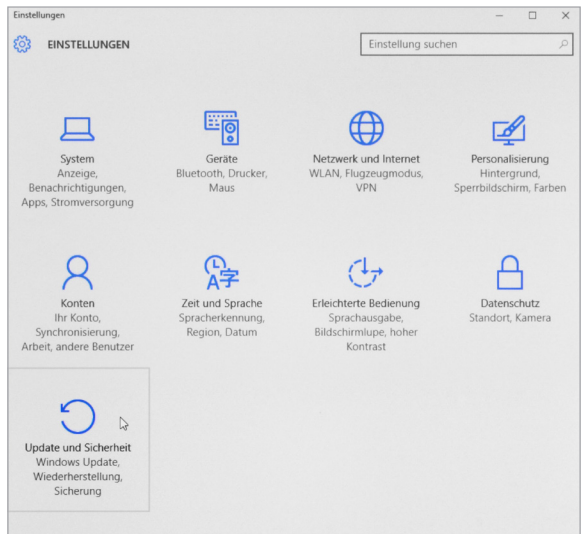 Einstellungen
EINSTELLUNGEN
Einstellung suchen
System
Anzeige,
Benachrichtigungen,
Apps, Stromversorgung
Geräte
Bluetooth, Drucker,
Maus
Netzwerk und Internet
WLAN, Flugzeugmodus,
VPN
Personalisierung
Hintergrund,
Sperrbildschirm, Farben
Konten
Ihr Konto,
Synchronisierung,
Arbeit, andere Benutzer
A字
Zeit und Sprache
Spracherkennung,
Region, Datum
Erleichterte Bedienung
Sprachausgabe,
Bildschirmlupe, hoher
Kontrast
Datenschutz
Standort, Kamera
Update und Sicherheit
Windows Update,
Wiederherstellung,
Sicherung